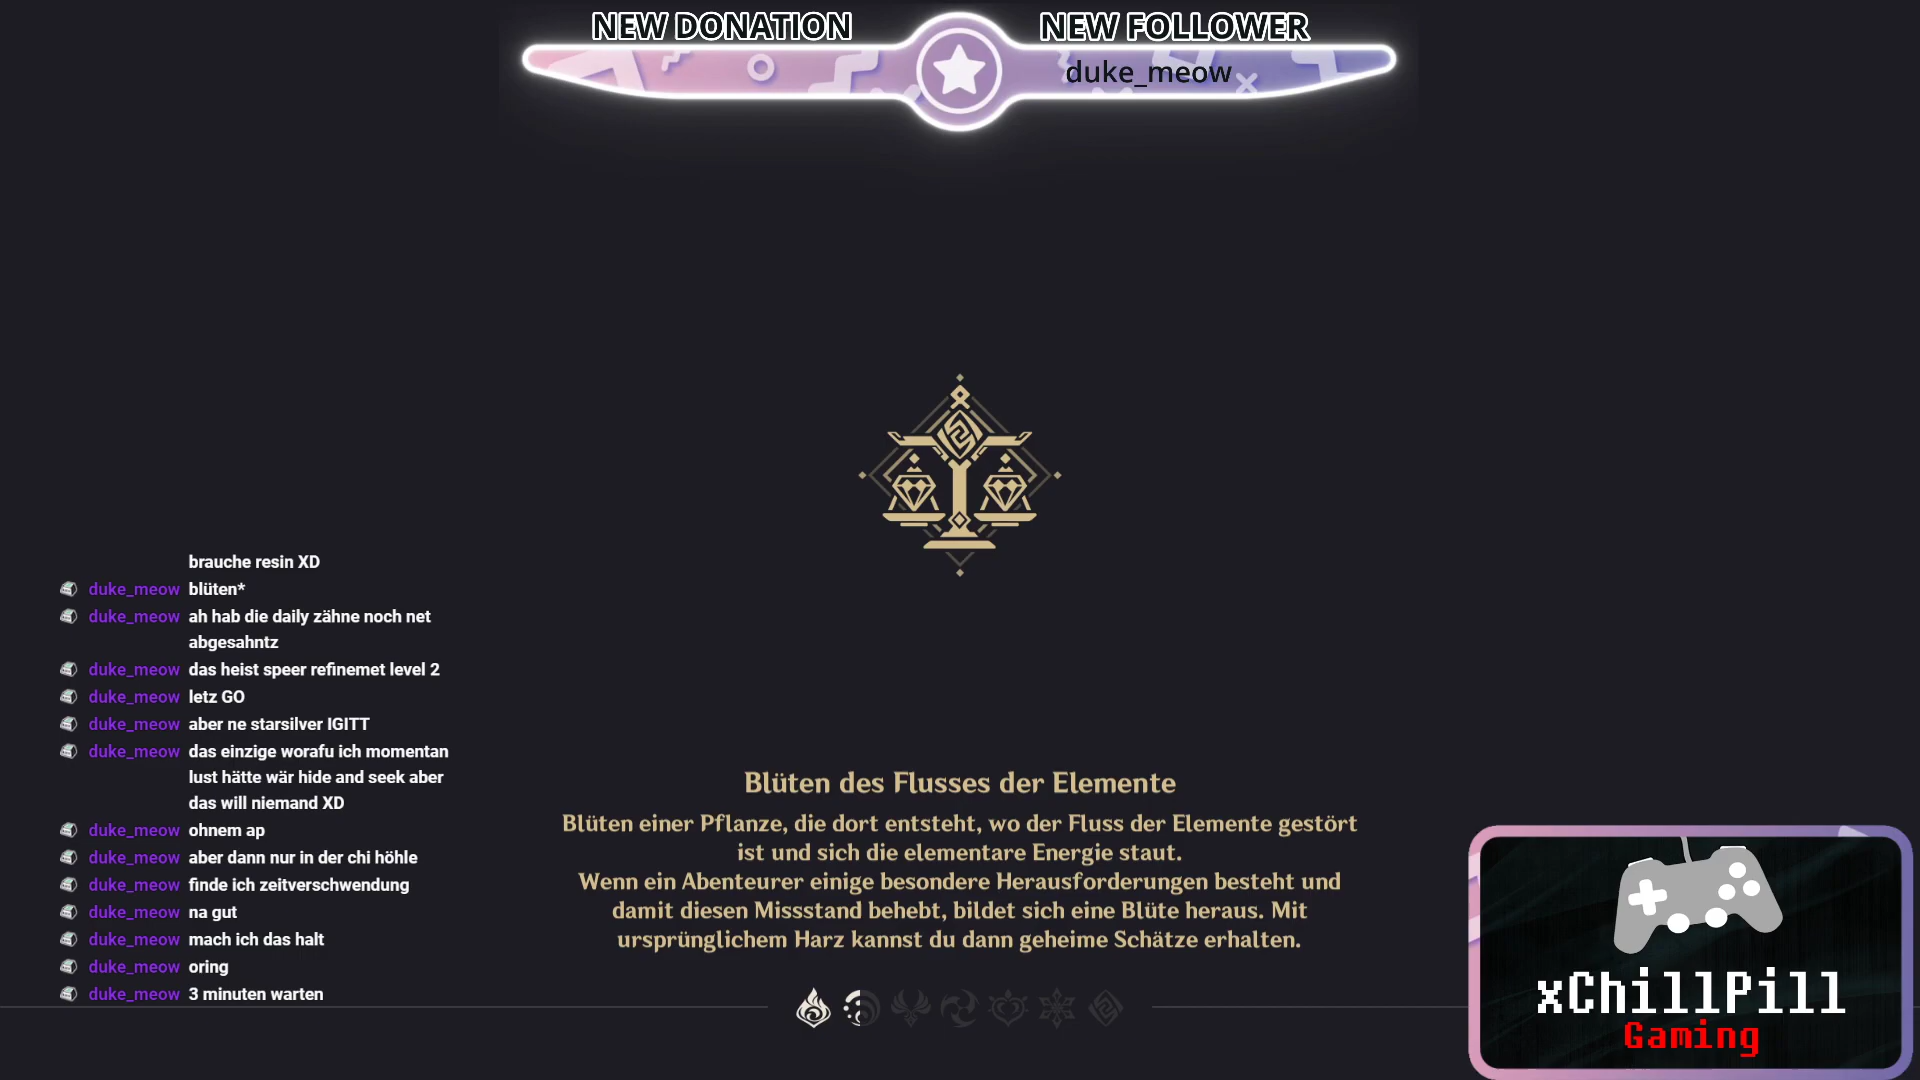 NEW DONATION
NEW FOLLOWER
duke_meow
brauche resin XD
duke_meow blüten*
duke_meow ah hab die daily zähne noch net
abgesahntz
duke_meow das heist speer refinemet level 2
duke_meow letz GO
duke_meow aber ne starsilver IGITT
duke_meow das einzige worafu ich momentan
lust hätte wär hide and seek aber
das will niemand XD
duke_meow ohnem ap
duke_meow aber dann nur in der chi höhle
duke_meow finde ich zeitverschwendung
duke_meow na gut
duke_meow mach ich das halt
duke_meow oring
duke_meow 3 minuten warten
Blüten des Flusses der Elemente
Blüten einer Pflanze, die dort entsteht, wo der Fluss der Elemente gestört
ist und sich die elementare Energie staut.
Wenn ein Abenteurer einige besondere Herausforderungen besteht und
damit diesen Missstand behebt, bildet sich eine Blüte heraus. Mit
ursprünglichem Harz kannst du dann geheime Schätze erhalten.
xChillPill
Gaming